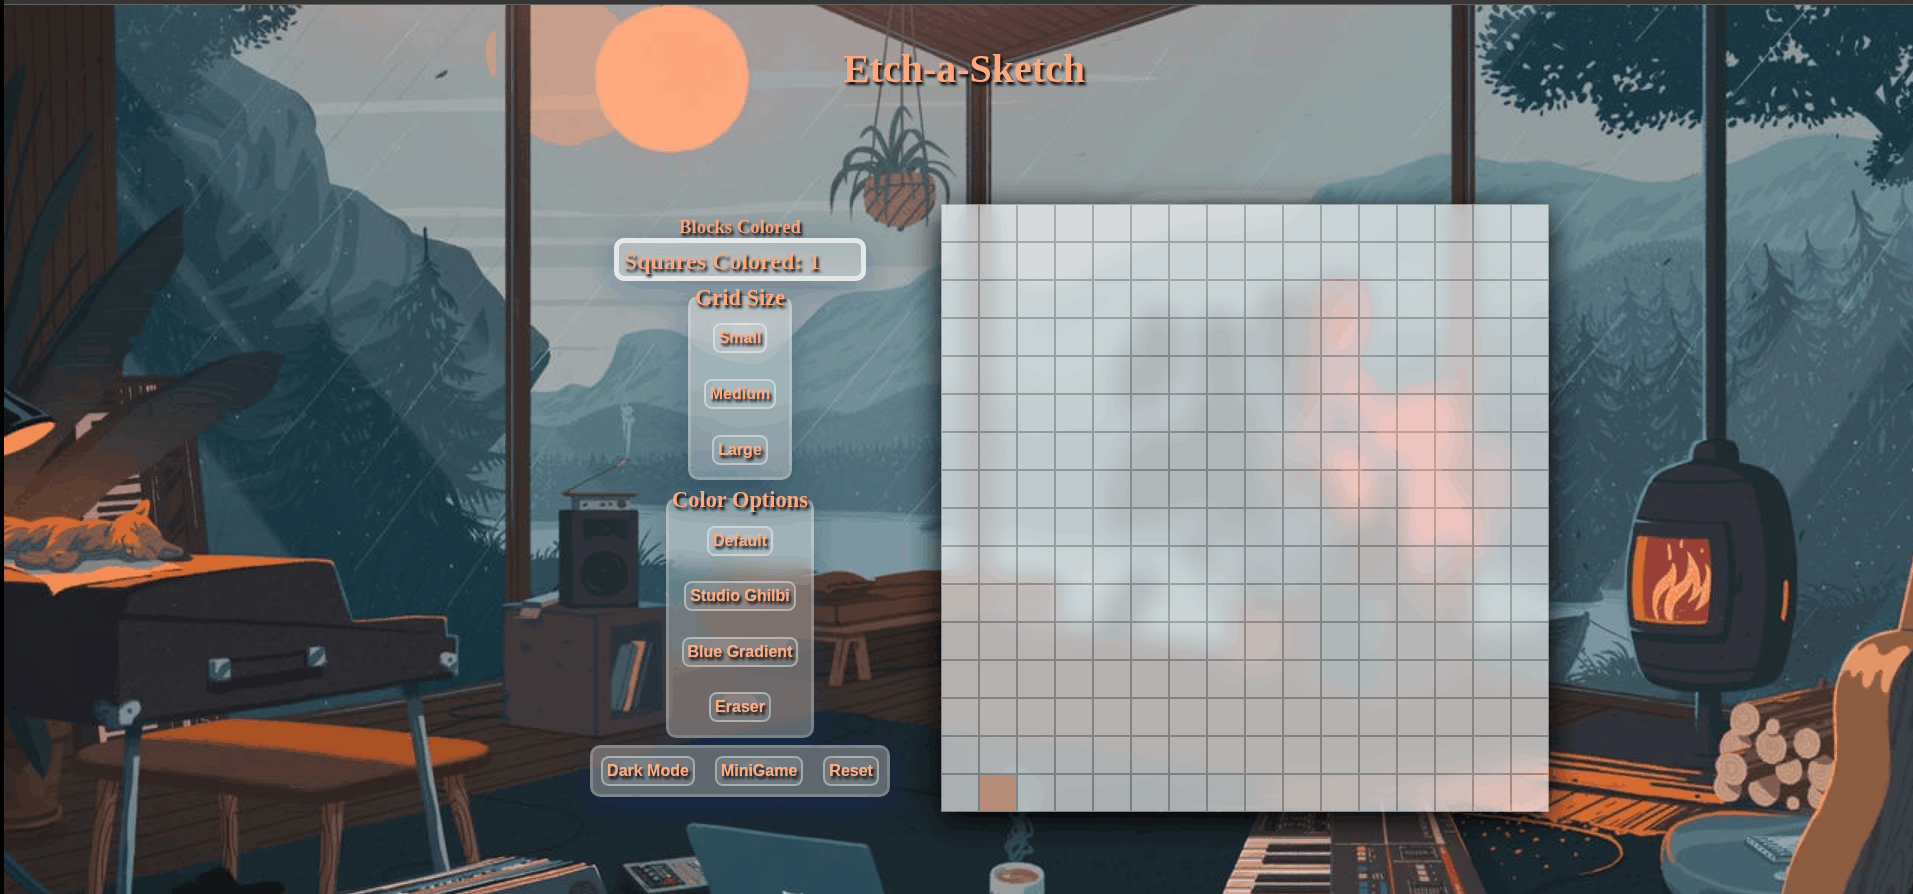 Etch-a-Sketch
Blocks Colored
Squares Colored: 1
Grid Size
Small
Medium
Large
Color Options
Default
Studio Ghilbi
Blue Gradient
Eraser
Dark Mode MiniGame Reset